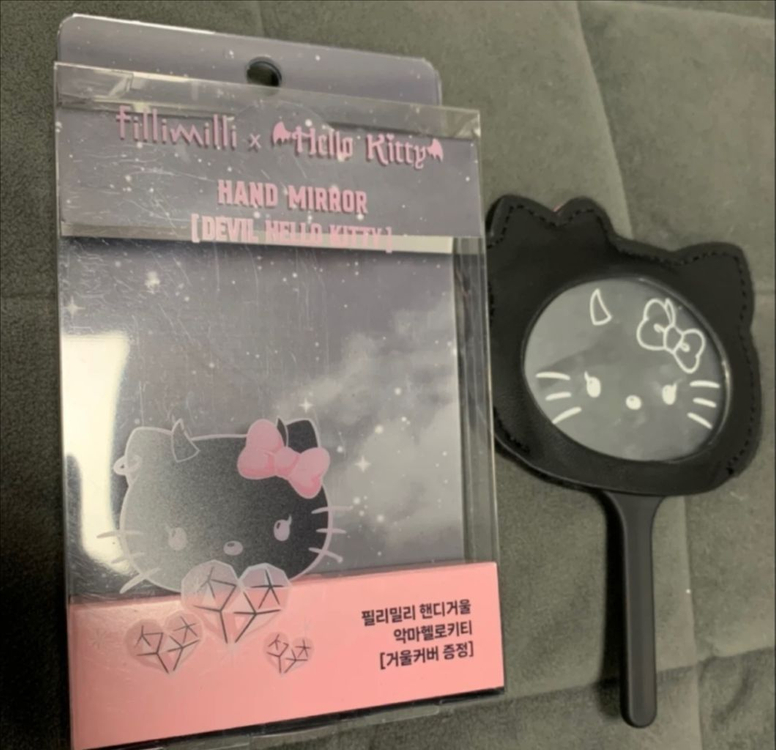 fillimilli x Hello Kitty
HAND MIRROR
[DEVIL HELLO KITTY]
필리밀리 핸디거울
악마헬로키티
[거울커버 증정]